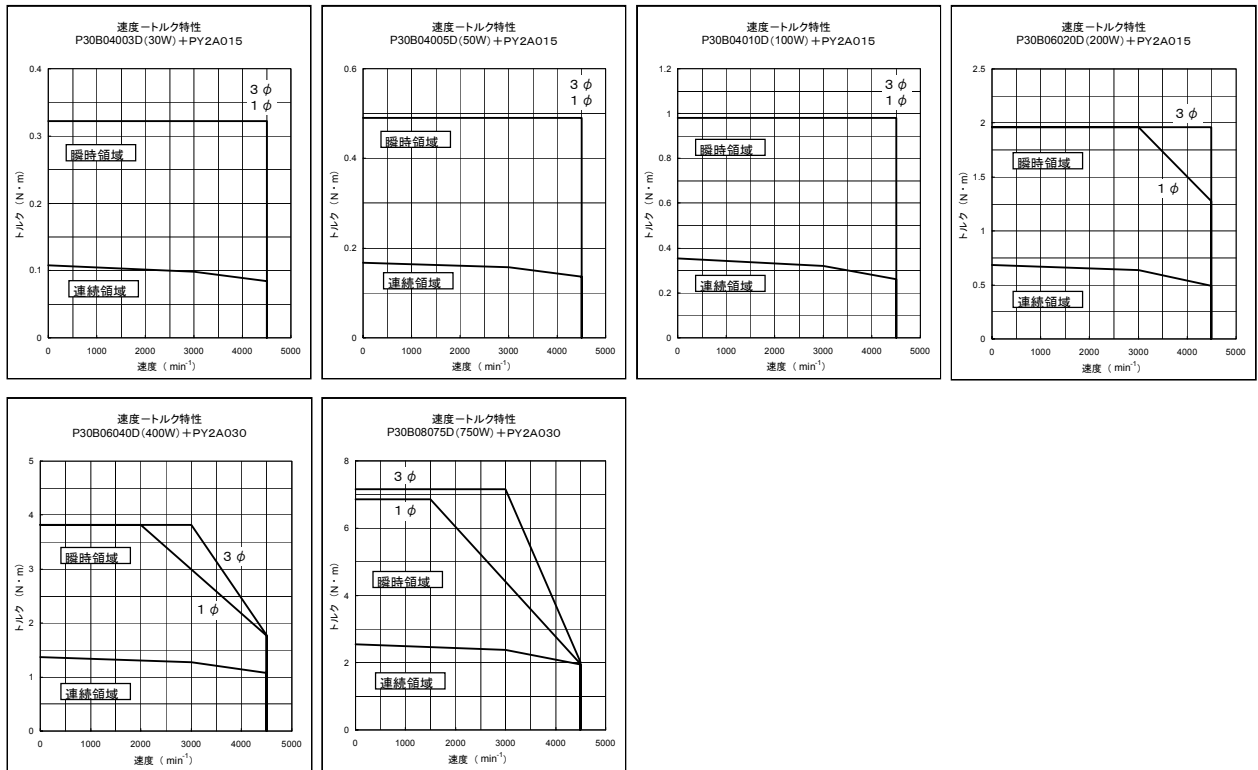 速度ートルク特性
P30B04003D(30W)+PY2A015
0.4
0.3
0.2
0.1
0
トルク (N・m)
3φ
1φ
瞬時領域
連続領域
0 1000 2000 3000 4000 5000
速度 (min-1)
速度ートルク特性
P30B04005D(50W)+PY2A015
0.6
0.4
0.2
0
トルク (N・m)
3φ
1φ
瞬時領域
連続領域
0 1000 2000 3000 4000 5000
速度 (min-1)
速度ートルク特性
P30B04010D(100W)+PY2A015
1.2
1
0.8
0.6
0.4
0.2
0
トルク (N・m)
3φ
1φ
瞬時領域
連続領域
0 1000 2000 3000 4000 5000
速度 (min-1)
速度ートルク特性
P30B06020D(200W)+PY2A015
2.5
2
1.5
1
0.5
0
トルク (N・m)
3φ
1φ
瞬時領域
連続領域
0 1000 2000 3000 4000 5000
速度 (min-1)
速度ートルク特性
P30B06040D(400W)+PY2A030
5
4
3
2
1
0
トルク (N・m)
3φ
1φ
瞬時領域
連続領域
0 1000 2000 3000 4000 5000
速度 (min-1)
速度ートルク特性
P30B08075D(750W)+PY2A030
8
6
4
2
0
トルク (N・m)
3φ
1φ
瞬時領域
連続領域
0 1000 2000 3000 4000 5000
速度 (min-1)